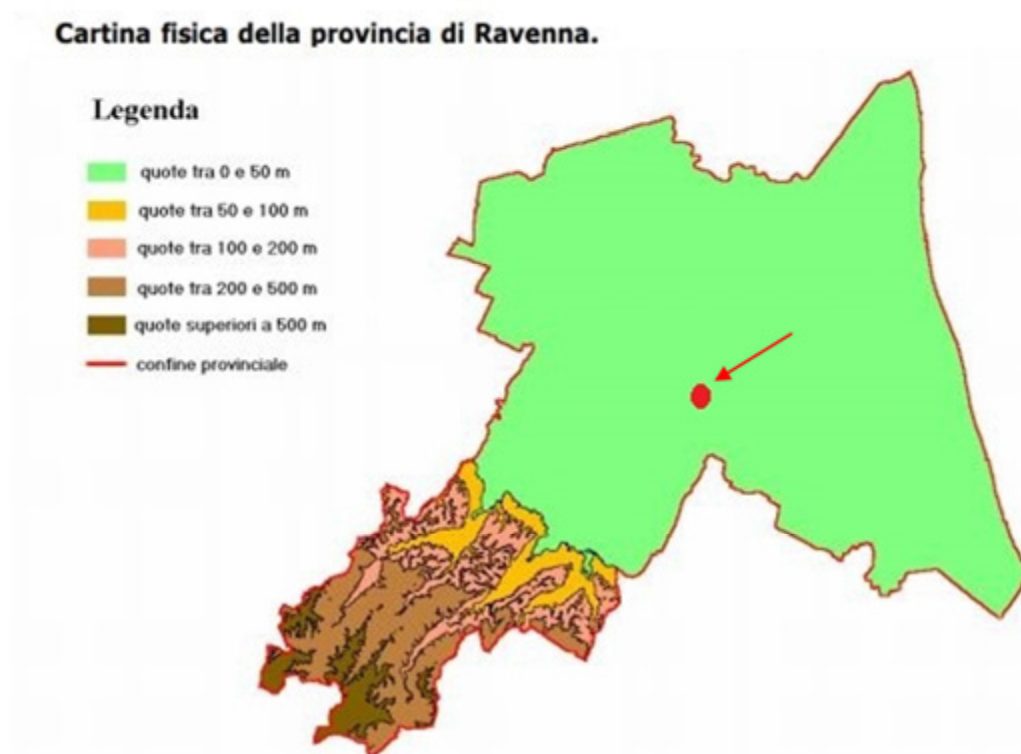 Cartina fisica della provincia di Ravenna.
Legenda
quote tra 0 e 50 m
quote tra 50 e 100 m
quote tra 100 e 200 m
quote tra 200 e 500 m
quote superiori a 500 m
confine provinciale